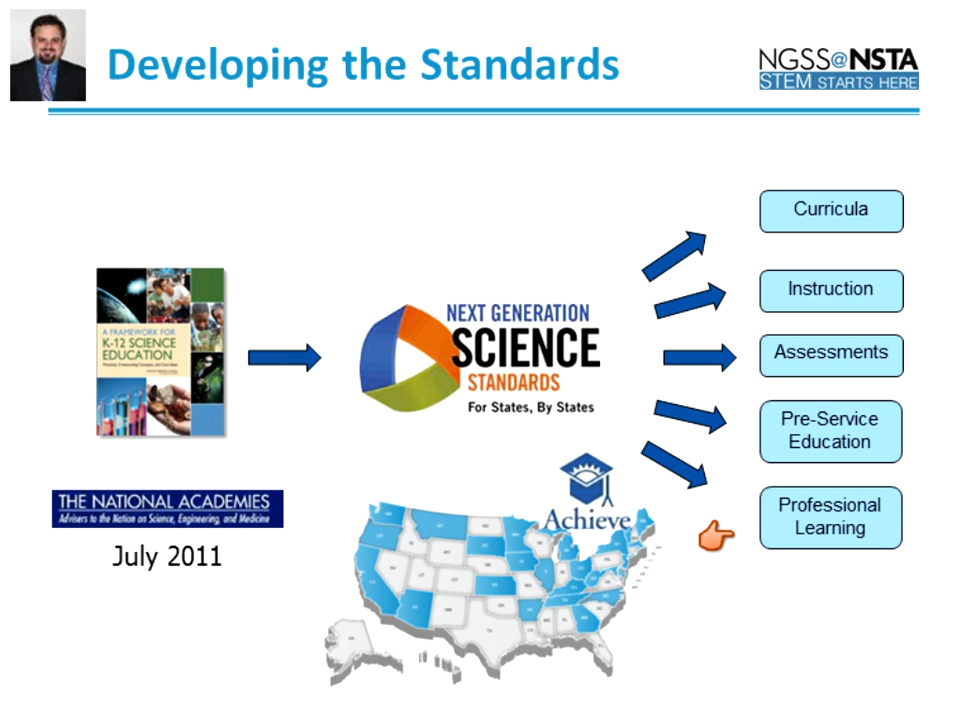 Developing the Standards
NGSS@NSTA
STEM STARTS HERE
Curricula
Instruction
Assessments
Pre-Service
Education
Professional
Learning
A FRAMEWORK FOR
K-12 SCIENCE
EDUCATION
NEXT GENERATION
SCIENCE
STANDARDS
For States, By States
THE NATIONAL ACADEMIES
Advisers to the Nation on Science, Engineering, and Medicine
July 2011
Achieve